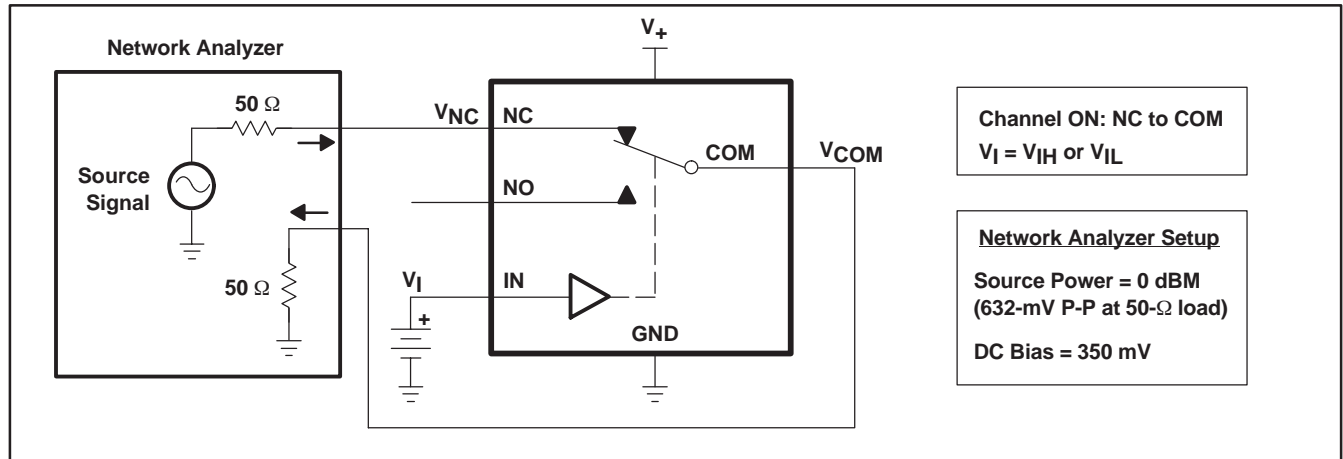 Network Analyzer
50 Ω
Source
Signal
50 Ω
V+
VNC
NC
NO
COM
VCOM
VI
+
IN
GND
Channel ON: NC to COM
VI = VIH or VIL
Network Analyzer Setup
Source Power = 0 dBM
(632-mV P-P at 50-Ω load)
DC Bias = 350 mV